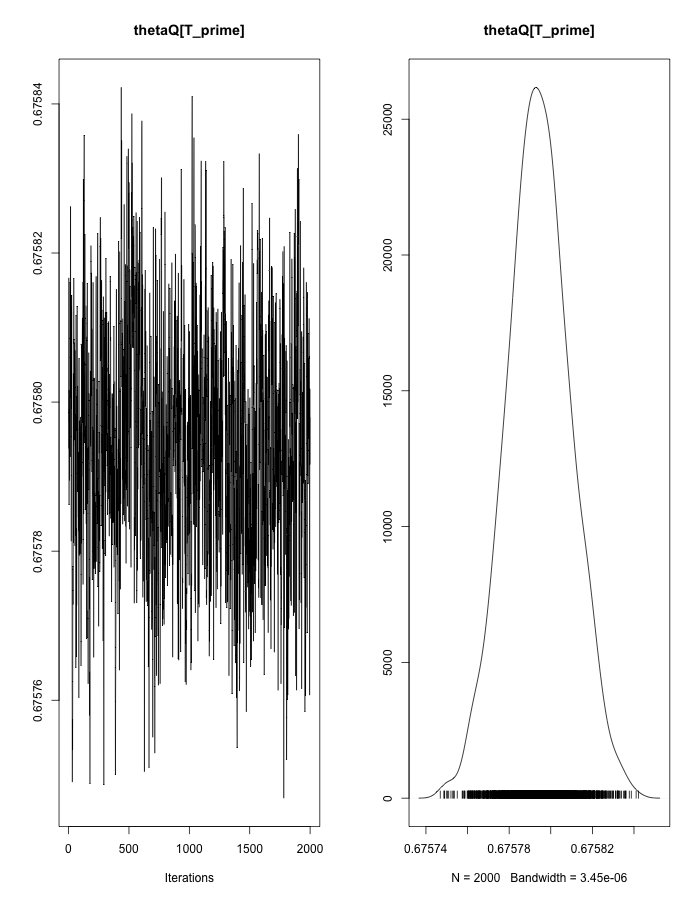 thetaQ[T_prime]
0.67584
0.67582
0.67580
0.67578
0.67576
0 500 1000 1500 2000
Iterations
thetaQ[T_prime]
25000
20000
15000
10000
5000
0
0.67574 0.67578 0.67582
N = 2000 Bandwidth = 3.45e-06